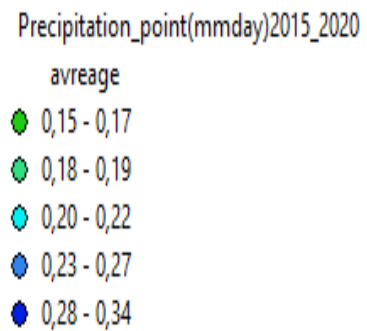 Precipitation_point(mmday)2015_2020
avreage
0,15 - 0,17
0,18 - 0,19
0,20 - 0,22
0,23 - 0,27
0,28 - 0,34